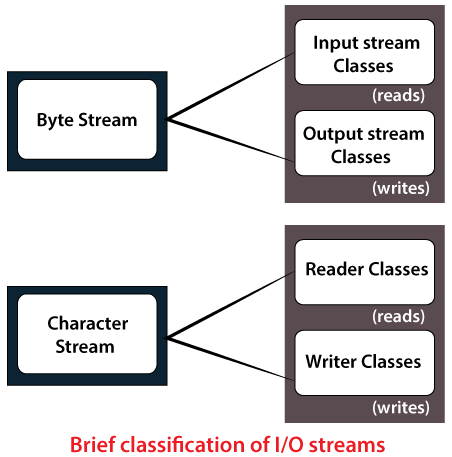 Byte Stream
Input stream
Classes
(reads)
Output stream
Classes
(writes)
Character
Stream
Reader Classes
(reads)
Writer Classes
(writes)
Brief classification of I/O streams